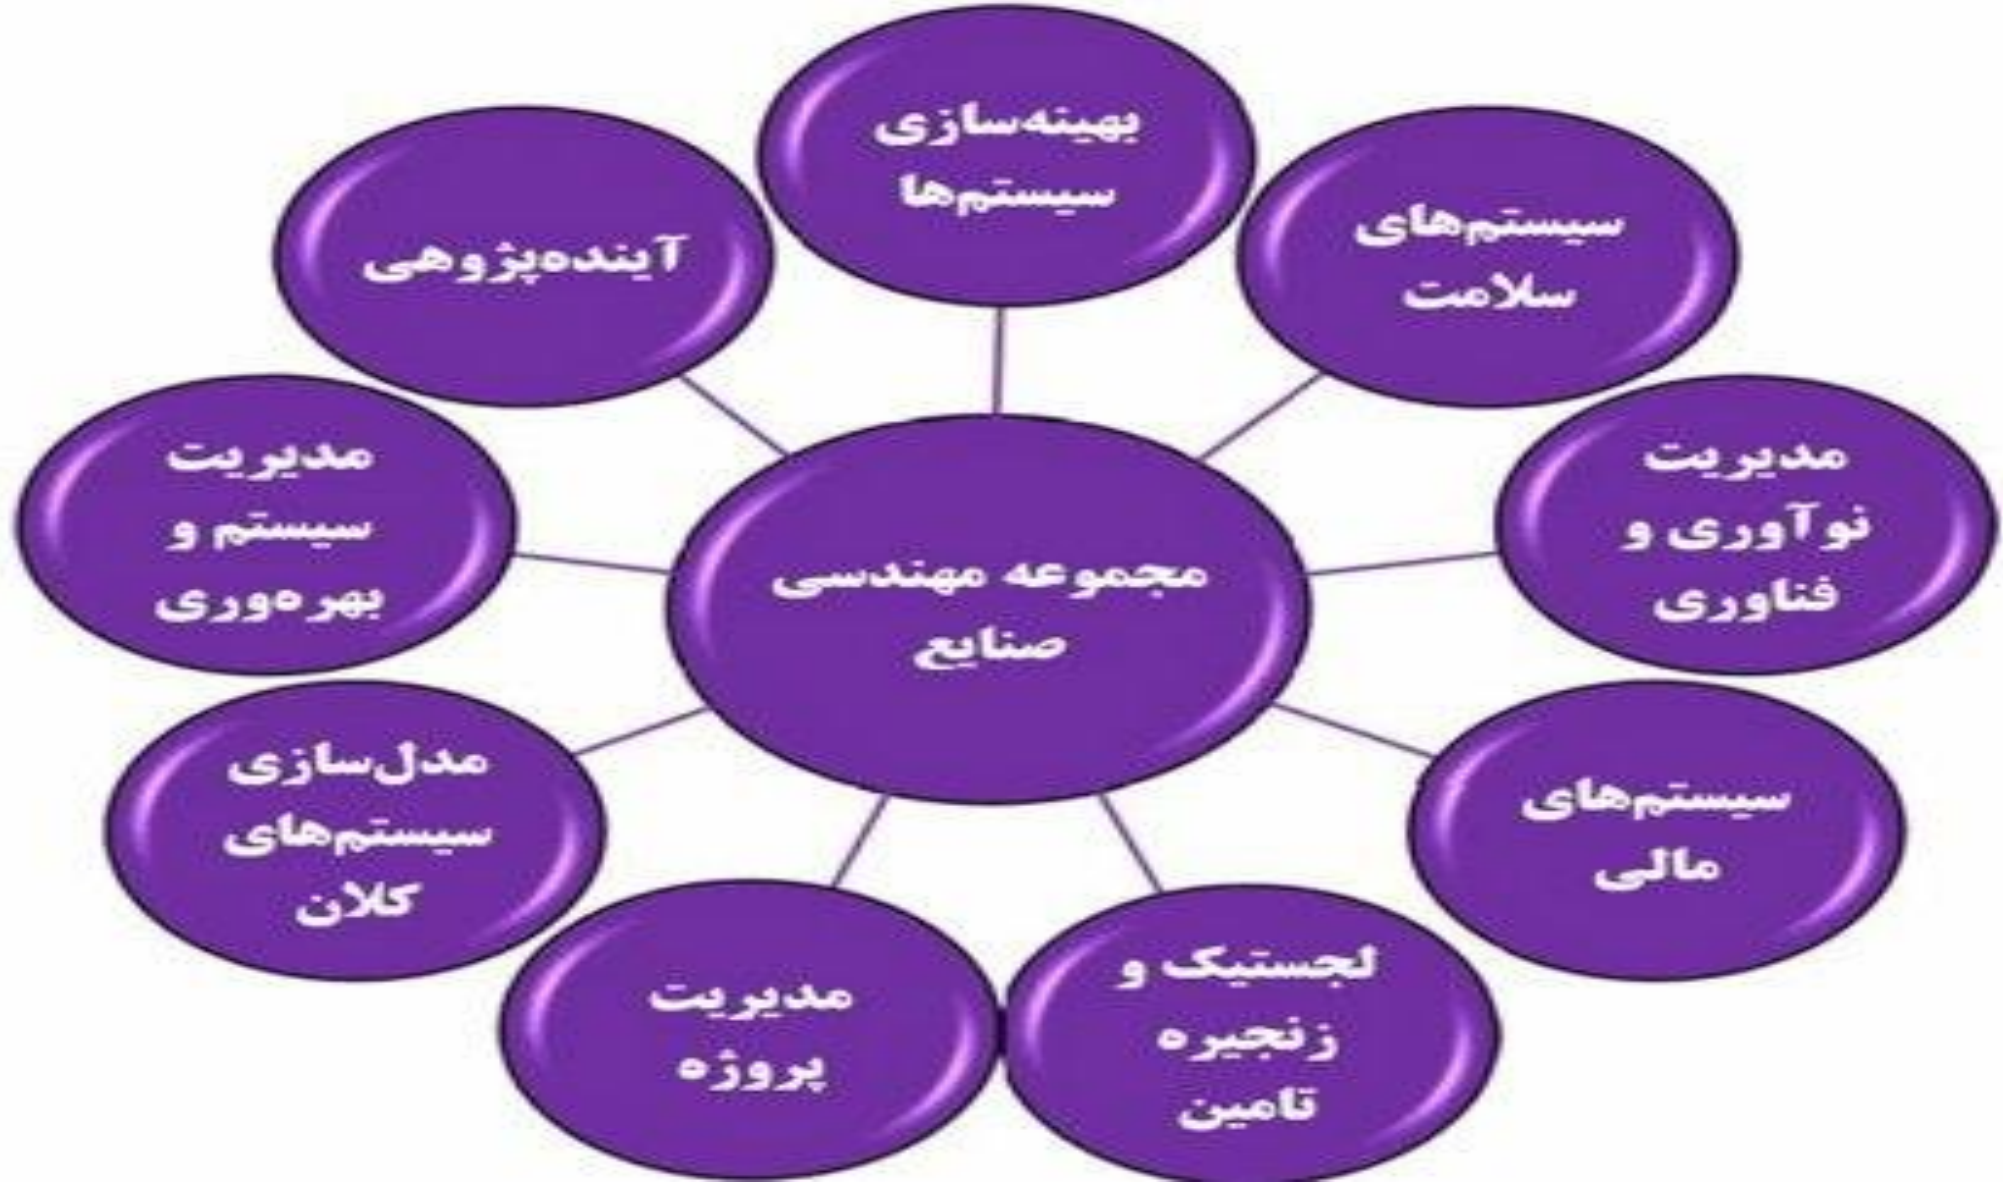 بهینه‌سازی
سیستم‌ها
سیستم‌های
سلامت
مدیریت
نوآوری و
فناوری
سیستم‌های
مالی
لجستیک و
زنجیره
تامین
مدیریت
پروژه
مدل‌سازی
سیستم‌های
کلان
مدیریت
سیستم و
بهره‌وری
آینده‌پژوهی
مجموعه مهندسی
صنایع